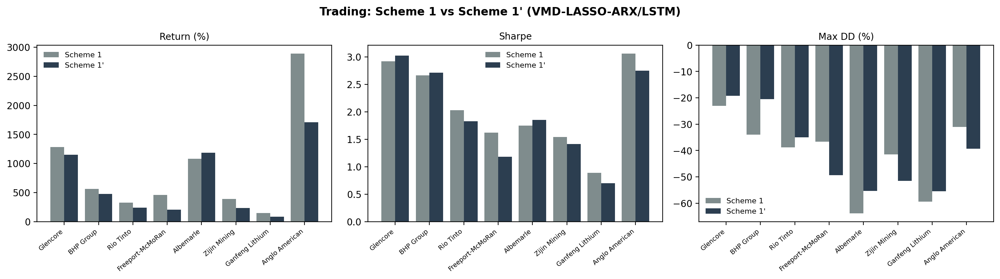 Trading: Scheme 1 vs Scheme 1' (VMD-LASSO-ARX/LSTM)
Return (%)
3000
2500
2000
1500
1000
500
0
Scheme 1
Scheme 1'
Glencore
BHP Group
Rio Tinto
Freeport-McMoRan
Albemarle
Zijin Mining
Ganfeng Lithium
Anglo American
Sharpe
3.0
2.5
2.0
1.5
1.0
0.5
0.0
Scheme 1
Scheme 1'
Glencore
BHP Group
Rio Tinto
Freeport-McMoRan
Albemarle
Zijin Mining
Ganfeng Lithium
Anglo American
Max DD (%)
0
−10
−20
−30
−40
−50
−60
Scheme 1
Scheme 1'
Glencore
BHP Group
Rio Tinto
Freeport-McMoRan
Albemarle
Zijin Mining
Ganfeng Lithium
Anglo American